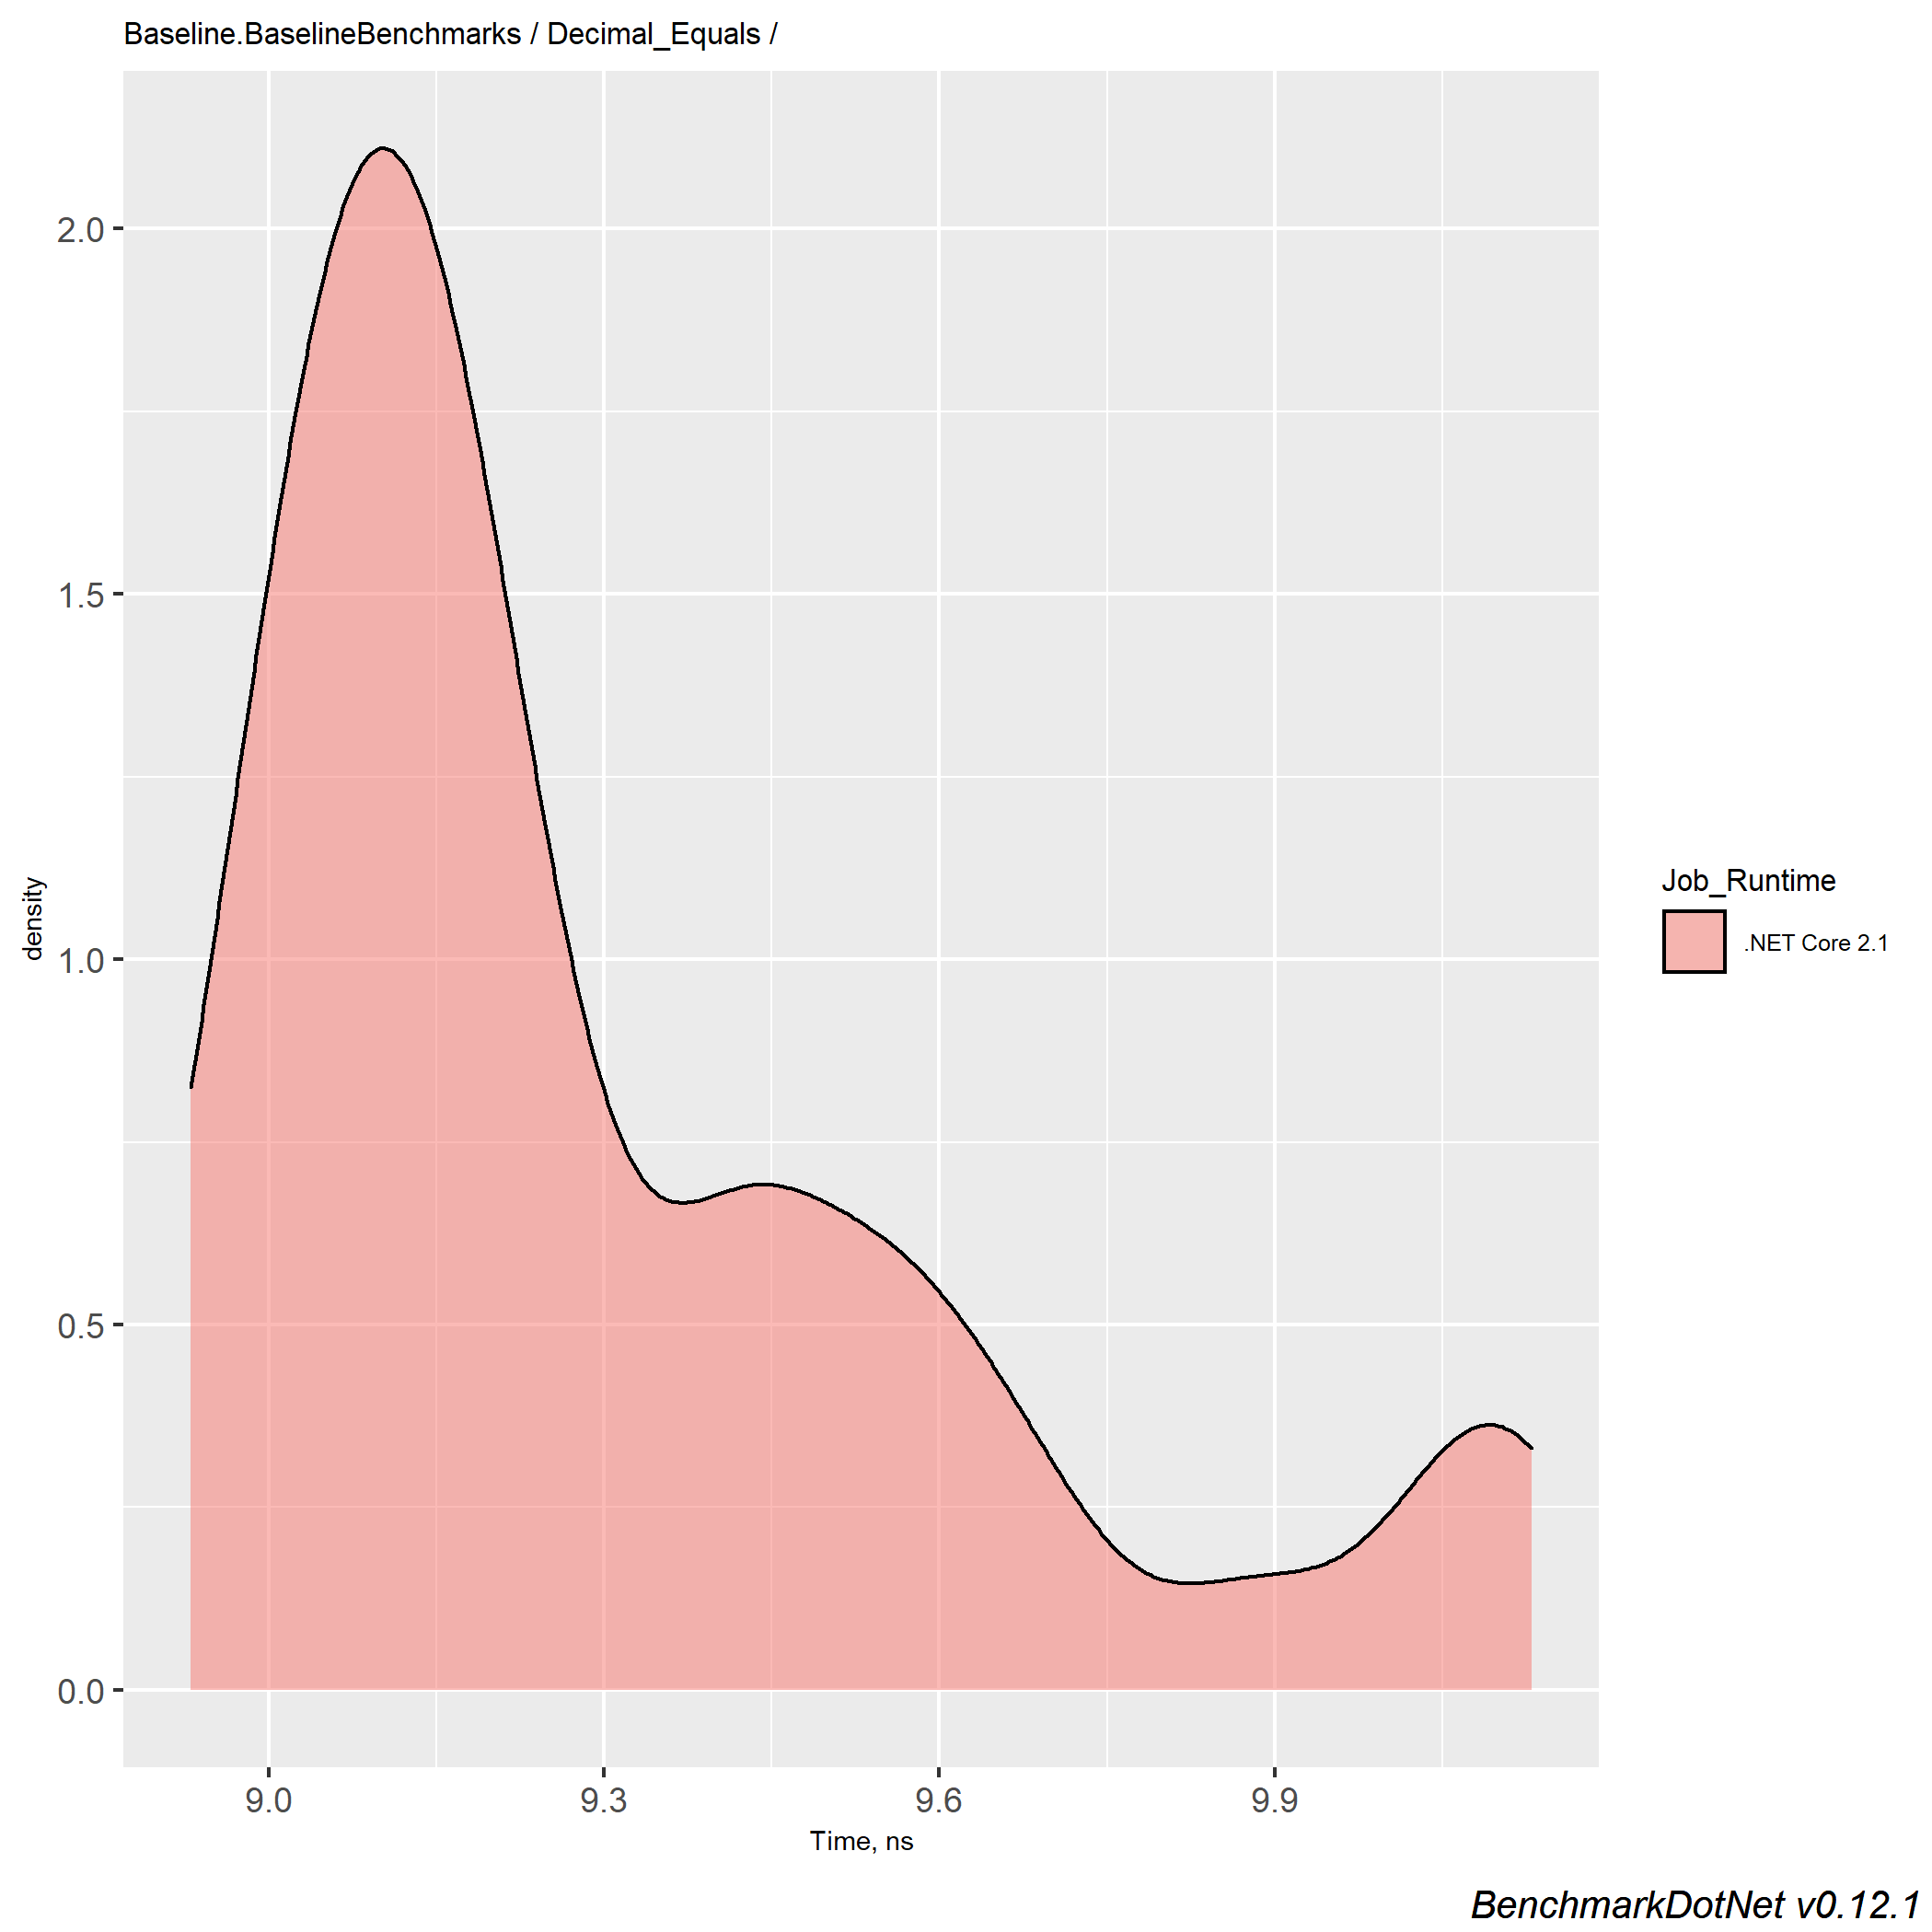 Baseline.BaselineBenchmarks / Decimal_Equals /
density
2.0
1.5
1.0
0.5
0.0
9.0 9.3 9.6 9.9
Time, ns
Job_Runtime
.NET Core 2.1
BenchmarkDotNet v0.12.1